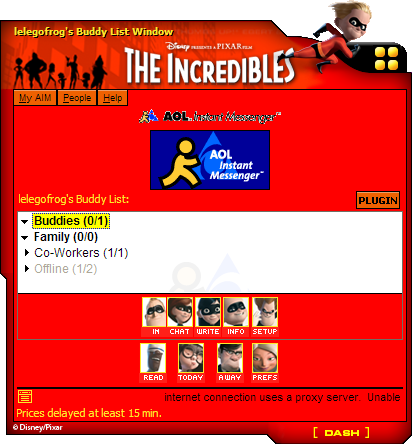 lelegofrog's Buddy List Window
Disney PRESENTS A PIXAR FILM
THE INCREDIBLES
My AIM People Help
AOL Instant Messenger™
AOL
Instant
Messenger™
lelegofrog's Buddy List: PLUGIN
Buddies (0/1)
Family (0/0)
Co-Workers (1/1)
Offline (1/2)
IN CHAT WRITE INFO SETUP
READ TODAY AWAY PREFS
internet connection uses a proxy server. Unable
Prices delayed at least 15 min.
© Disney/Pixar
[ DASH ]